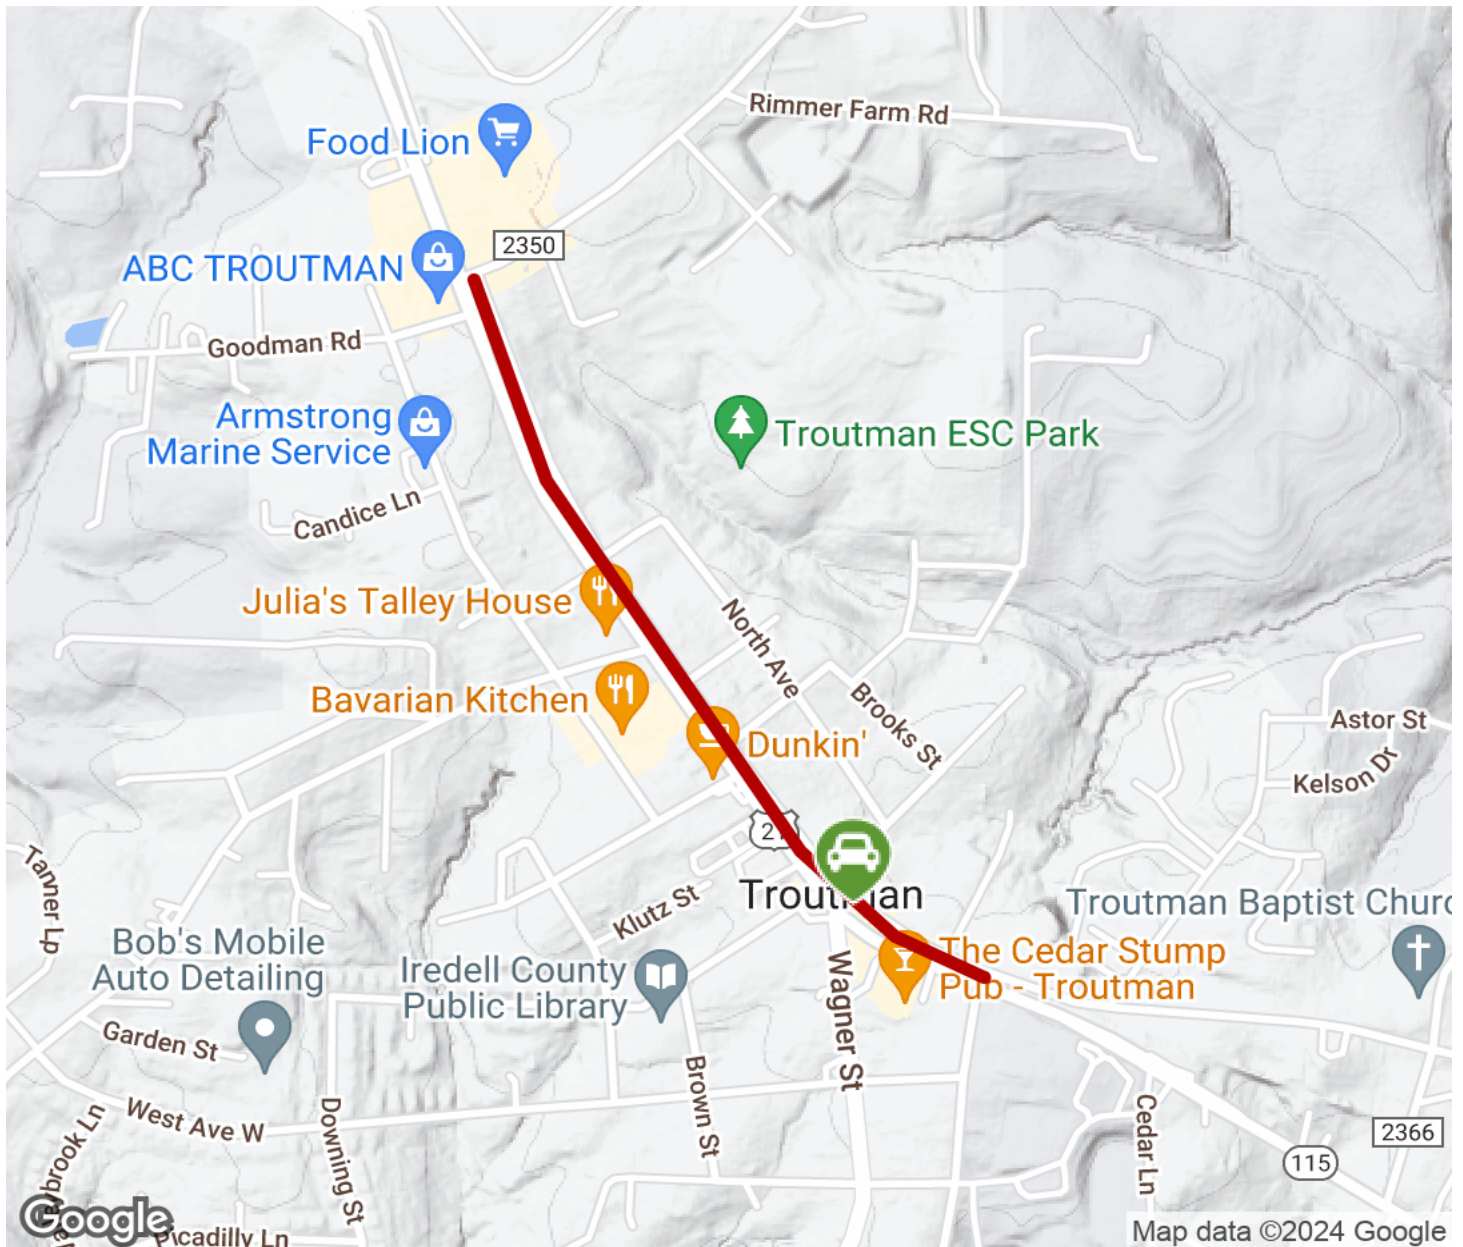 Rimmer Farm Rd
Food Lion
2350
ABC TROUTMAN
Goodman Rd
Armstrong
Marine Service
Troutman ESC Park
Candice Ln
Julia's Talley House
North Ave
Bavarian Kitchen
Brooks St
Astor St
Dunkin'
Kelson Dr
Tanner Lp
Troutman
Klutz St
Troutman Baptist Churc
Bob's Mobile
Auto Detailing
Iredell County
Public Library
The Cedar Stump
Pub - Troutman
Wagner St
Garden St
Brown St
West Ave W
Downing St
Cedar Ln
2366
115
Google
Map data ©2024 Google